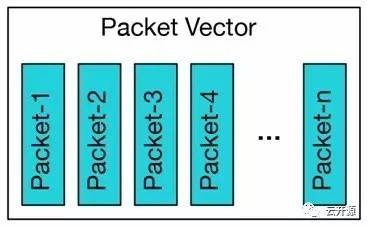 Packet Vector
Packet-1
Packet-2
Packet-3
Packet-4
...
Packet-n
云开源